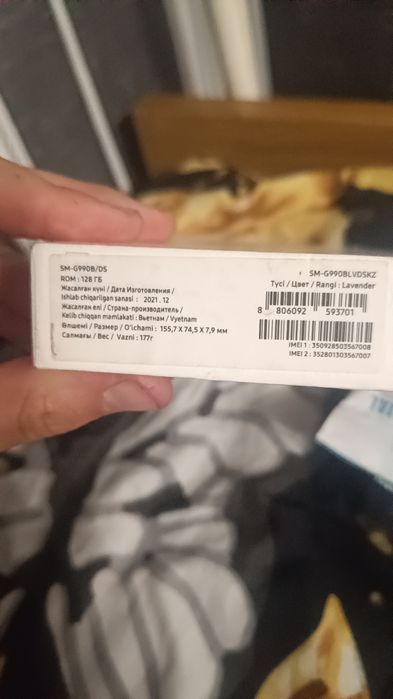 SM-G990B/DS
ROM : 128 ГБ
Жасалған күні / Дата Изготовления /
Ishlab chiqarilgan sanasi : 2021 . 12
Жасалған елі / Страна-производитель /
Kelib chiqqan mamlakati : Вьетнам / Vyetnam
Өлшемі / Размер / O'lchami : 155,7 X 74,5 X 7,9 мм
Салмағы / Вес / Vazni : 177г
SM-G990BLVDSKZ
Түсі / Цвет / Rangi : Lavender
8 806092 593701
IMEI 1 : 350928503567008
IMEI 2 : 352801303567007